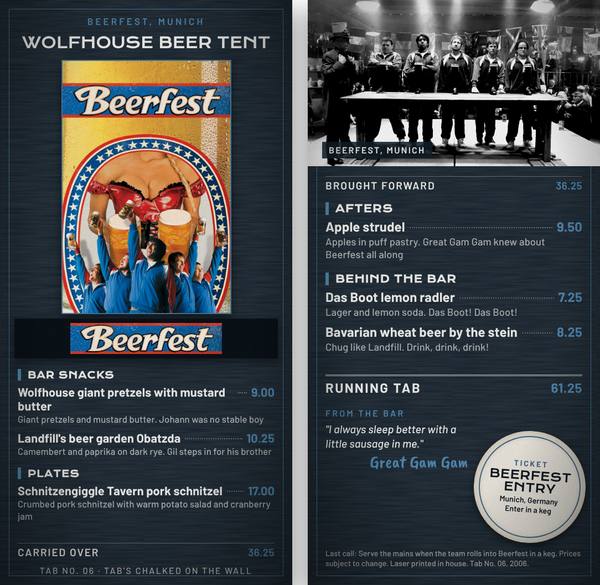 BEERFEST, MUNICH
WOLFHOUSE BEER TENT
Beerfest
Beerfest
BAR SNACKS
Wolfhouse giant pretzels with mustard butter 9.00
Giant pretzels and mustard butter. Johann was no stable boy
Landfill's beer garden Obatzda 10.25
Camembert and paprika on dark rye. Gil steps in for his brother
PLATES
Schnitzengiggle Tavern pork schnitzel 17.00
Crumbed pork schnitzel with warm potato salad and cranberry
jam
CARRIED OVER 36.25
TAB NO. 06 · TAB'S CHALKED ON THE WALL
BEERFEST, MUNICH
BROUGHT FORWARD 36.25
AFTERS
Apple strudel 9.50
Apples in puff pastry. Great Gam Gam knew about
Beerfest all along
BEHIND THE BAR
Das Boot lemon radler 7.25
Lager and lemon soda. Das Boot! Das Boot!
Bavarian wheat beer by the stein 8.25
Chug like Landfill. Drink, drink, drink!
RUNNING TAB 61.25
FROM THE BAR
"I always sleep better with a
little sausage in me."
Great Gam Gam
TICKET
BEERFEST
ENTRY
Munich, Germany
Enter in a keg
Last call: Serve the mains when the team rolls into Beerfest in a keg. Prices
subject to change. Laser printed in house. Tab No. 06, 2006.